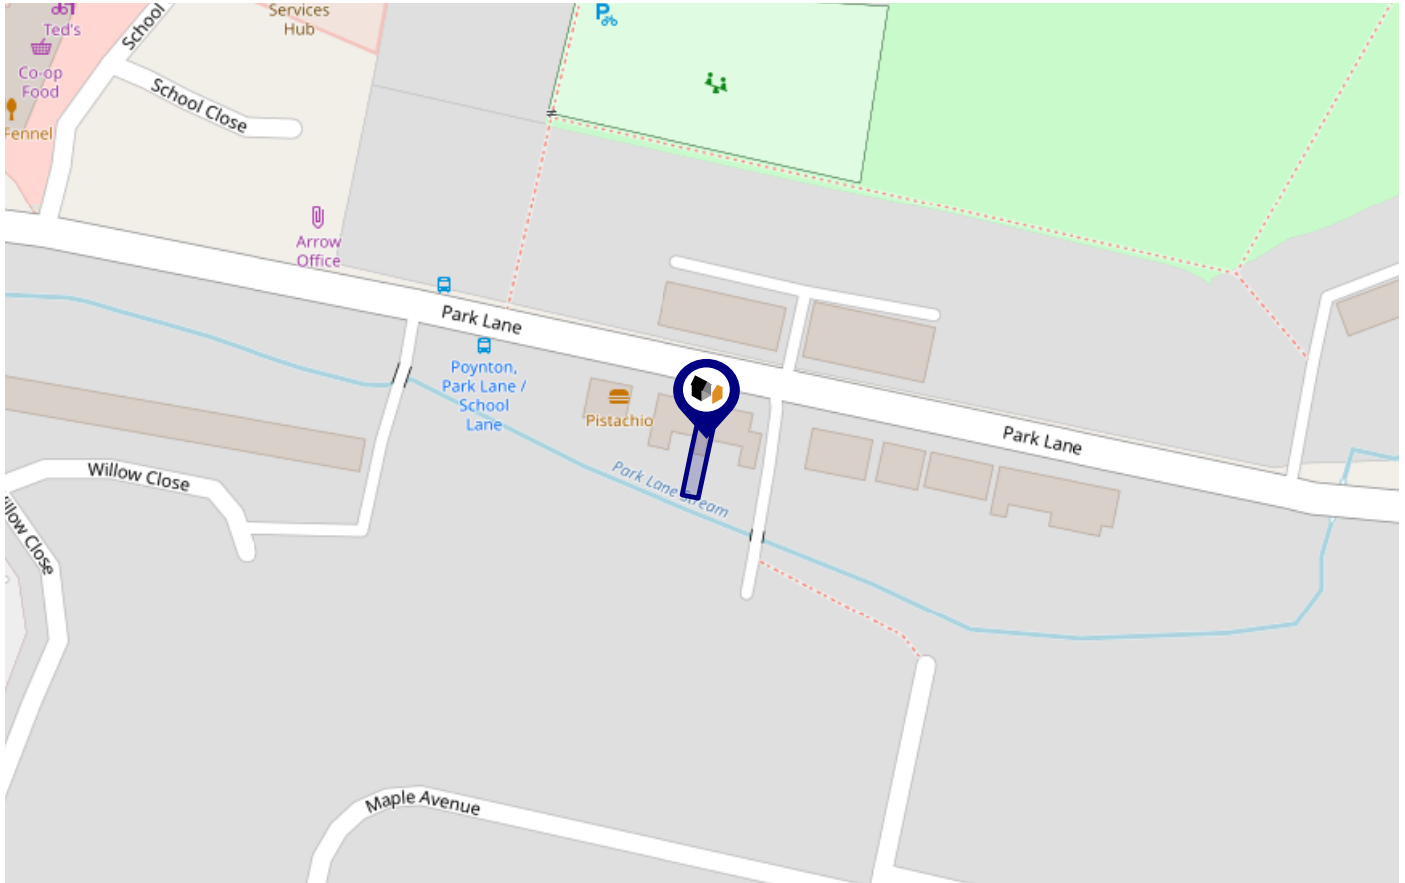 Ted's
Co-op
Food
Fennel
School
School Close
Services
Hub
Arrow
Office
Park Lane
Poynton,
Park Lane /
School
Lane
Pistachio
Park Lane Stream
Park Lane
Willow Close
Willow Close
Maple Avenue